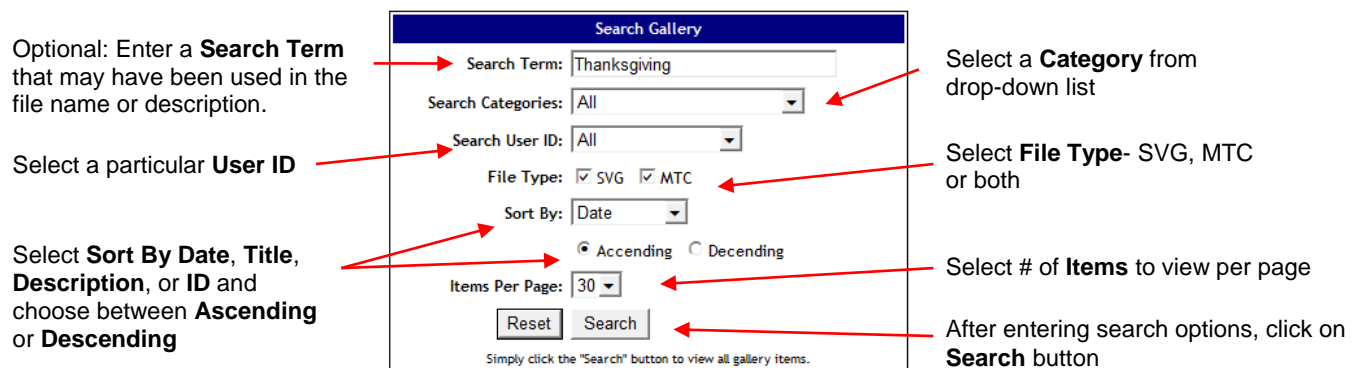 Optional: Enter a Search Term
that may have been used in the
file name or description.
Select a particular User ID
Select Sort By Date, Title,
Description, or ID and
choose between Ascending
or Descending
Search Gallery
Search Term: Thanksgiving
Search Categories: All
Search User ID: All
File Type: SVG MTC
Sort By: Date
Accending Decending
Items Per Page: 30
Reset Search
Simply click the "Search" button to view all gallery items.
Select a Category from
drop-down list
Select File Type- SVG, MTC
or both
Select # of Items to view per page
After entering search options, click on
Search button